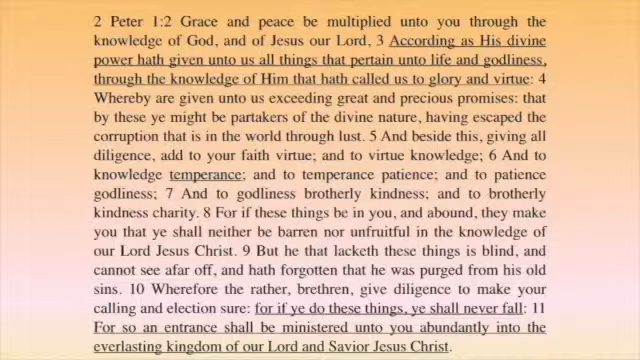 2 Peter 1:2 Grace and peace be multiplied unto you through the
knowledge of God, and of Jesus our Lord, 3 According as His divine
power hath given unto us all things that pertain unto life and godliness,
through the knowledge of Him that hath called us to glory and virtue: 4
Whereby are given unto us exceeding great and precious promises: that
by these ye might be partakers of the divine nature, having escaped the
corruption that is in the world through lust. 5 And beside this, giving all
diligence, add to your faith virtue; and to virtue knowledge; 6 And to
knowledge temperance; and to temperance patience; and to patience
godliness; 7 And to godliness brotherly kindness; and to brotherly
kindness charity. 8 For if these things be in you, and abound, they make
you that ye shall neither be barren nor unfruitful in the knowledge of
our Lord Jesus Christ. 9 But he that lacketh these things is blind, and
cannot see afar off, and hath forgotten that he was purged from his old
sins. 10 Wherefore the rather, brethren, give diligence to make your
calling and election sure: for if ye do these things, ye shall never fall: 11
For so an entrance shall be ministered unto you abundantly into the
everlasting kingdom of our Lord and Savior Jesus Christ.